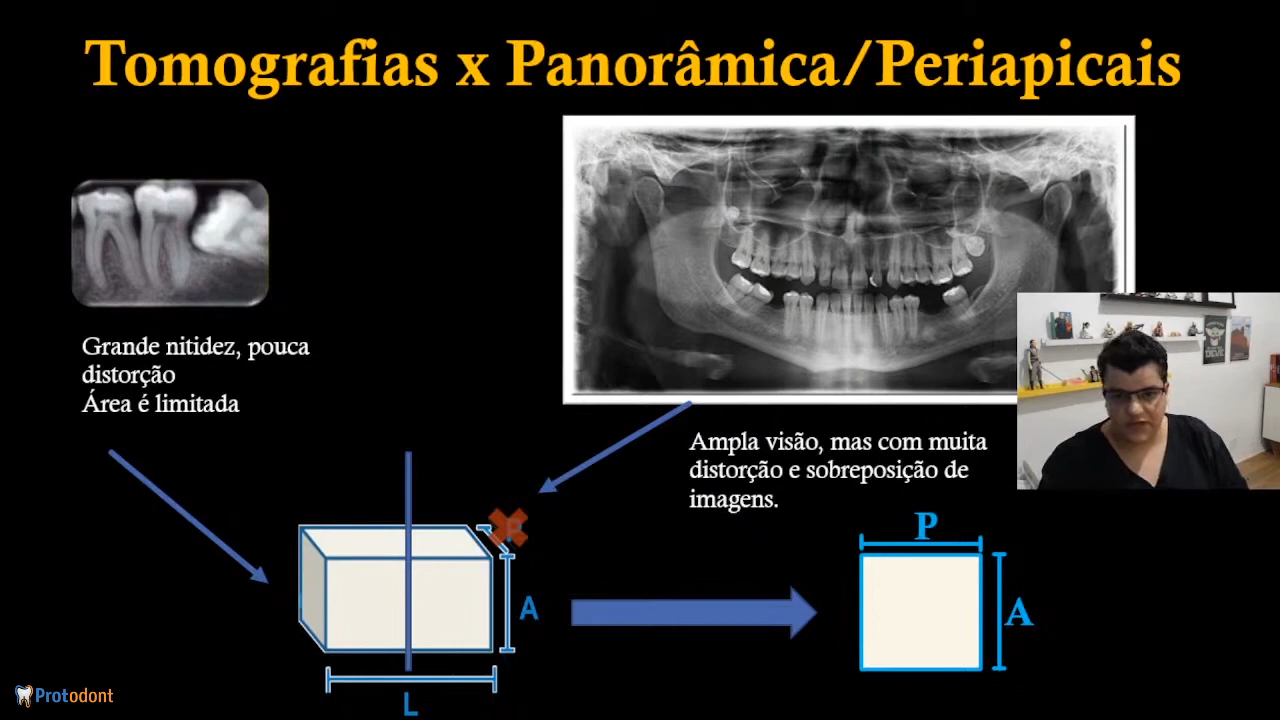 Tomografias x Panorâmica/Periapicais
Grande nitidez, pouca
distorção
Área é limitada
Ampla visão, mas com muita
distorção e sobreposição de
imagens.
P
A
A
L
Protodont